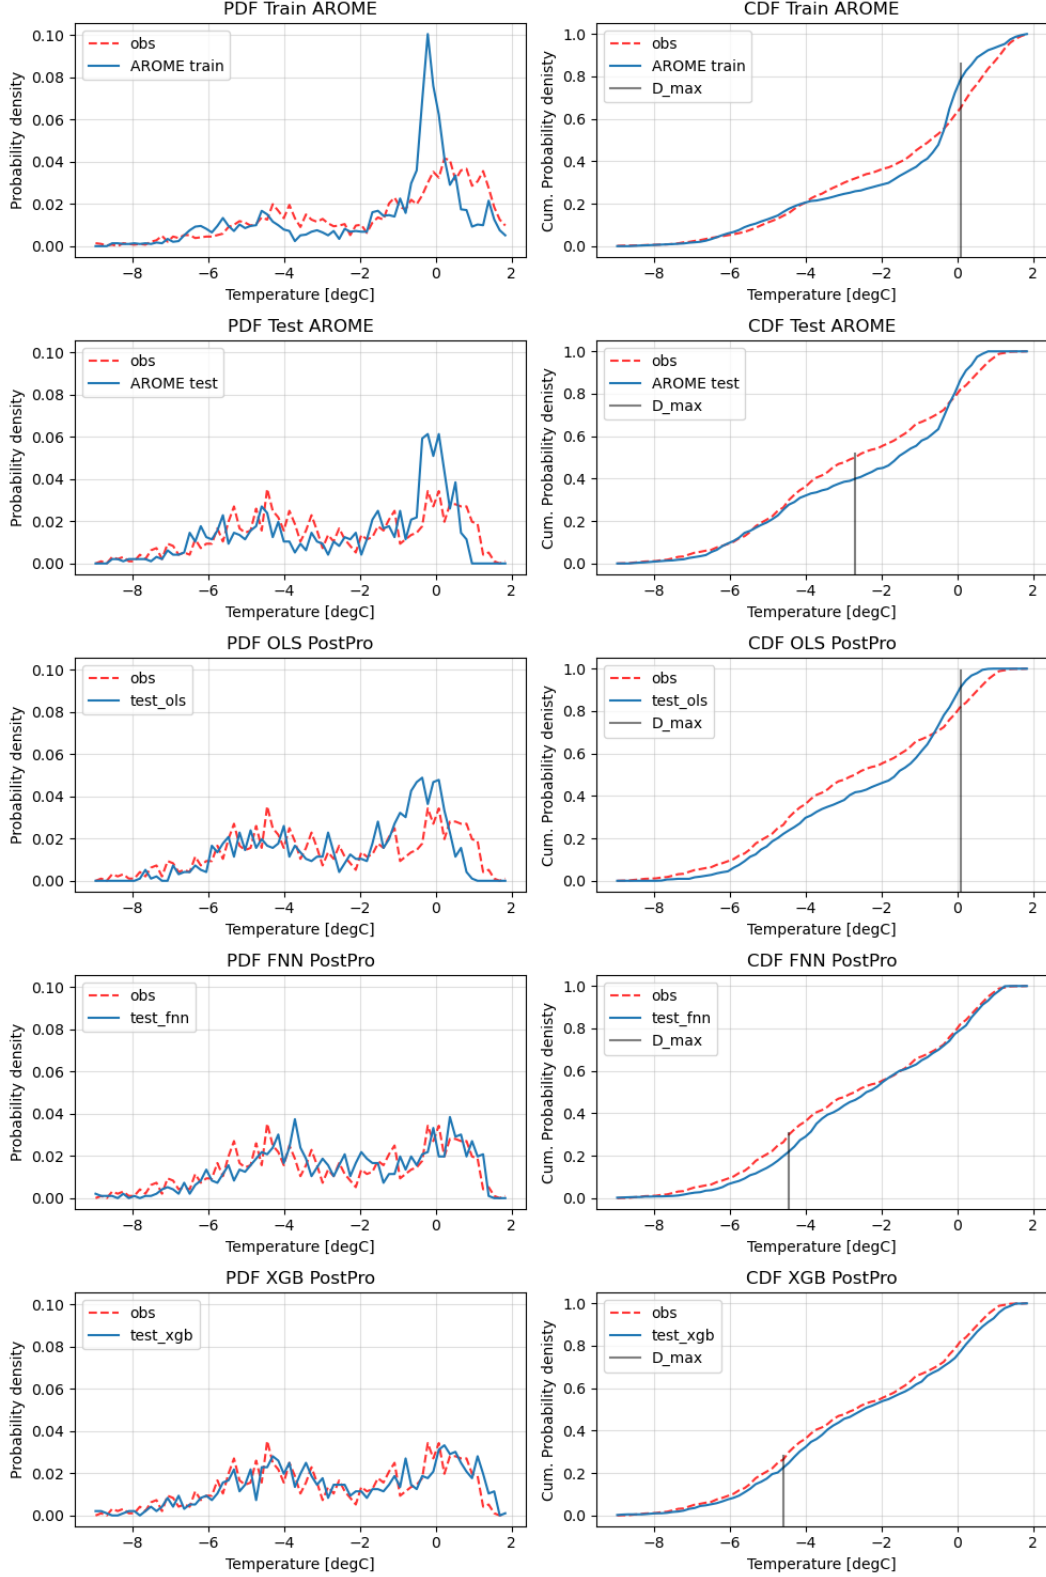 PDF Train AROME
CDF Train AROME
Probability density
0.10
0.08
0.06
0.04
0.02
0.00
obs
AROME train
−8
−6
−4
−2
0
2
Temperature [degC]
Cum. Probability denisty
1.0
0.8
0.6
0.4
0.2
0.0
obs
AROME train
D_max
−8
−6
−4
−2
0
2
Temperature [degC]
PDF Test AROME
CDF Test AROME
Probability density
0.10
0.08
0.06
0.04
0.02
0.00
obs
AROME test
−8
−6
−4
−2
0
2
Temperature [degC]
Cum. Probability denisty
1.0
0.8
0.6
0.4
0.2
0.0
obs
AROME test
D_max
−8
−6
−4
−2
0
2
Temperature [degC]
PDF OLS PostPro
CDF OLS PostPro
Probability density
0.10
0.08
0.06
0.04
0.02
0.00
obs
test_ols
−8
−6
−4
−2
0
2
Temperature [degC]
Cum. Probability denisty
1.0
0.8
0.6
0.4
0.2
0.0
obs
test_ols
D_max
−8
−6
−4
−2
0
2
Temperature [degC]
PDF FNN PostPro
CDF FNN PostPro
Probability density
0.10
0.08
0.06
0.04
0.02
0.00
obs
test_fnn
−8
−6
−4
−2
0
2
Temperature [degC]
Cum. Probability denisty
1.0
0.8
0.6
0.4
0.2
0.0
obs
test_fnn
D_max
−8
−6
−4
−2
0
2
Temperature [degC]
PDF XGB PostPro
CDF XGB PostPro
Probability density
0.10
0.08
0.06
0.04
0.02
0.00
obs
test_xgb
−8
−6
−4
−2
0
2
Temperature [degC]
Cum. Probability denisty
1.0
0.8
0.6
0.4
0.2
0.0
obs
test_xgb
D_max
−8
−6
−4
−2
0
2
Temperature [degC]